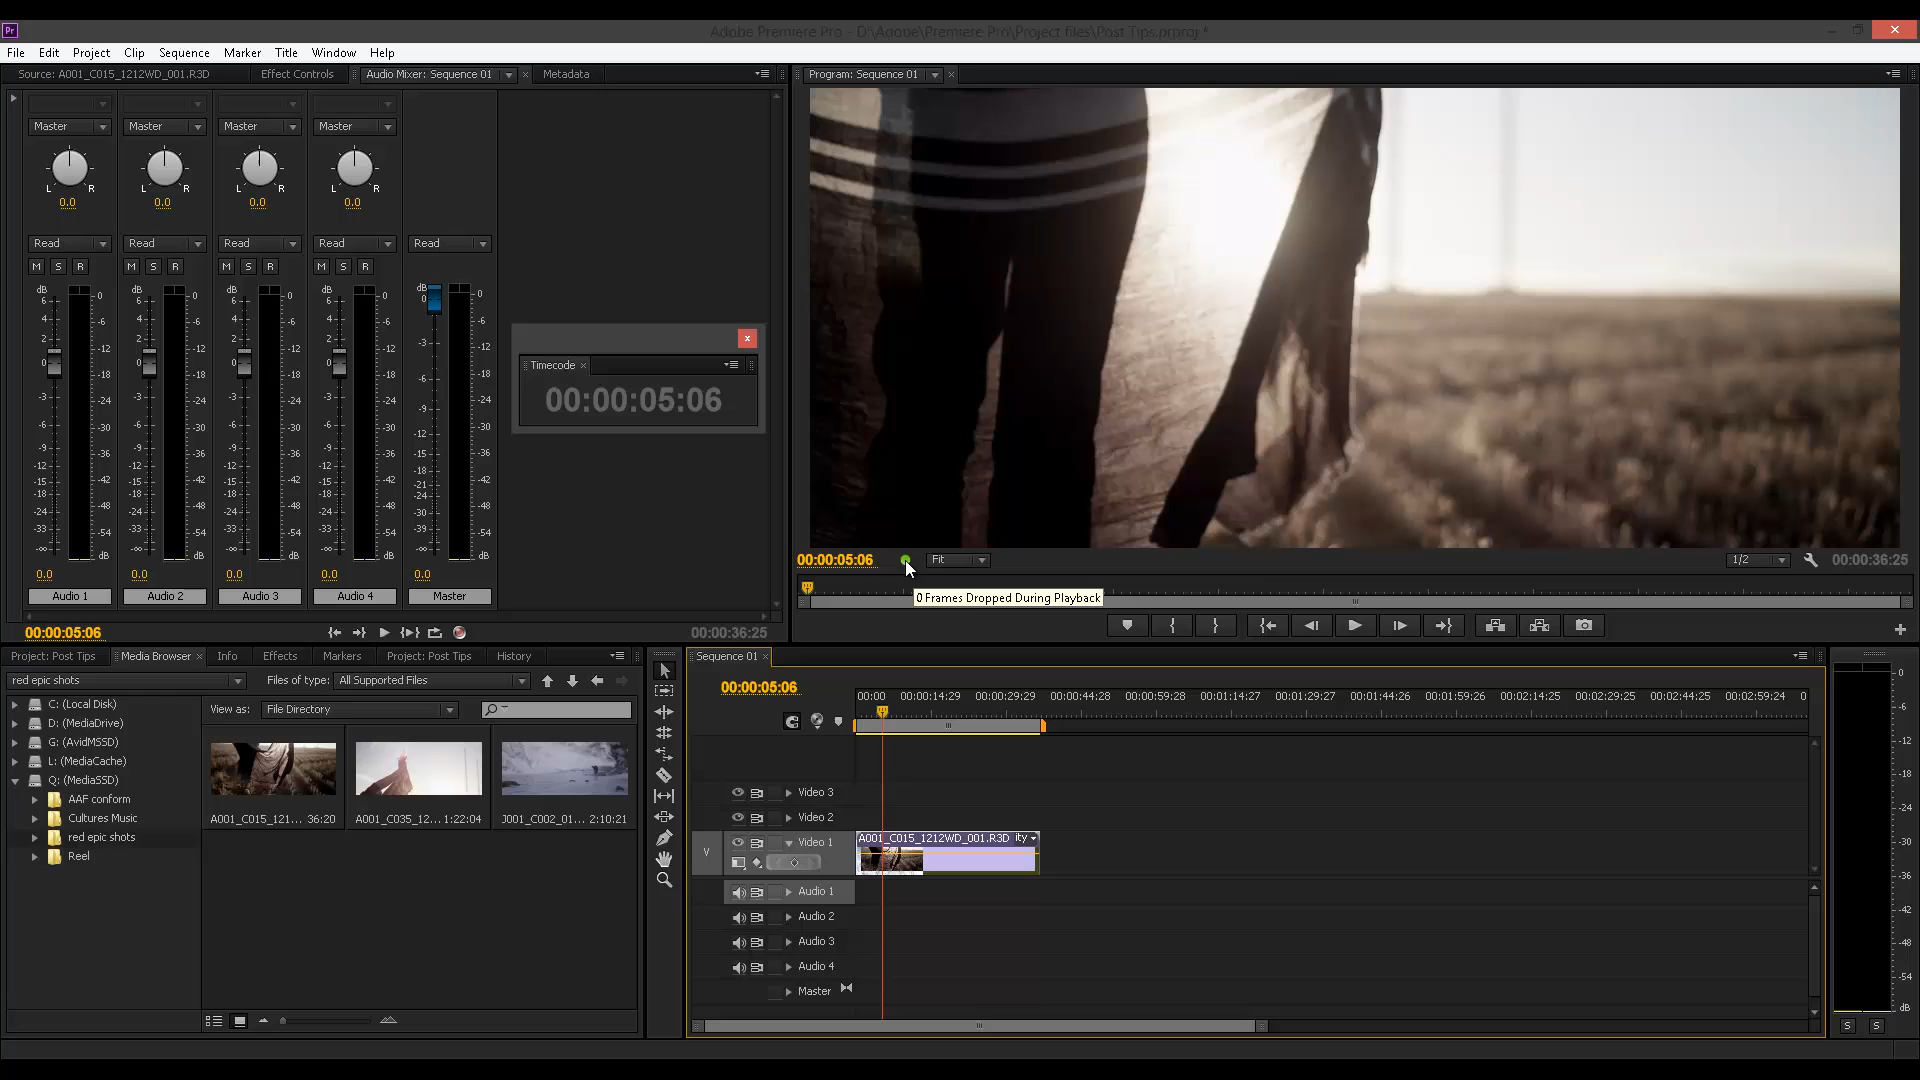 Pr
Adobe Premiere Pro - D:\Adobe\Premiere Pro\Project files\Post Tips.prproj *
File Edit Project Clip Sequence Marker Title Window Help
Source: A001_C015_1212WD_001.R3D Effect Controls Audio Mixer: Sequence 01 Metadata
Program: Sequence 01
Master Master Master Master
L R L R L R L R
0.0 0.0 0.0 0.0
Read Read Read Read Read
M S R M S R M S R M S R
Timecode
00:00:05:06
0.0 0.0 0.0 0.0 0.0
Audio 1 Audio 2 Audio 3 Audio 4 Master
00:00:05:06 00:00:36:25
00:00:05:06 Fit 1/2 00:00:36:25
0 Frames Dropped During Playback
Project: Post Tips Media Browser Info Effects Markers Project: Post Tips History
red epic shots Files of type: All Supported Files
View as: File Directory
C: (Local Disk)
D: (MediaDrive)
G: (AvidMSSD)
L: (MediaCache)
Q: (MediaSSD)
AAF conform
Cultures Music
red epic shots
Reel
A001_C015_121... 36:20 A001_C035_12... 1:22:04 J001_C002_01... 2:10:21
Sequence 01
00:00:05:06
00:00 00:00:14:29 00:00:29:29 00:00:44:28 00:00:59:28 00:01:14:27 00:01:29:27 00:01:44:26 00:01:59:26 00:02:14:25 00:02:29:25 00:02:44:25 00:02:59:24 0
Video 3
Video 2
V Video 1
A001_C015_1212WD_001.R3D ity
Audio 1
Audio 2
Audio 3
Audio 4
Master
0
-6
-12
-18
-24
-30
-36
-42
-48
-54
dB
S S